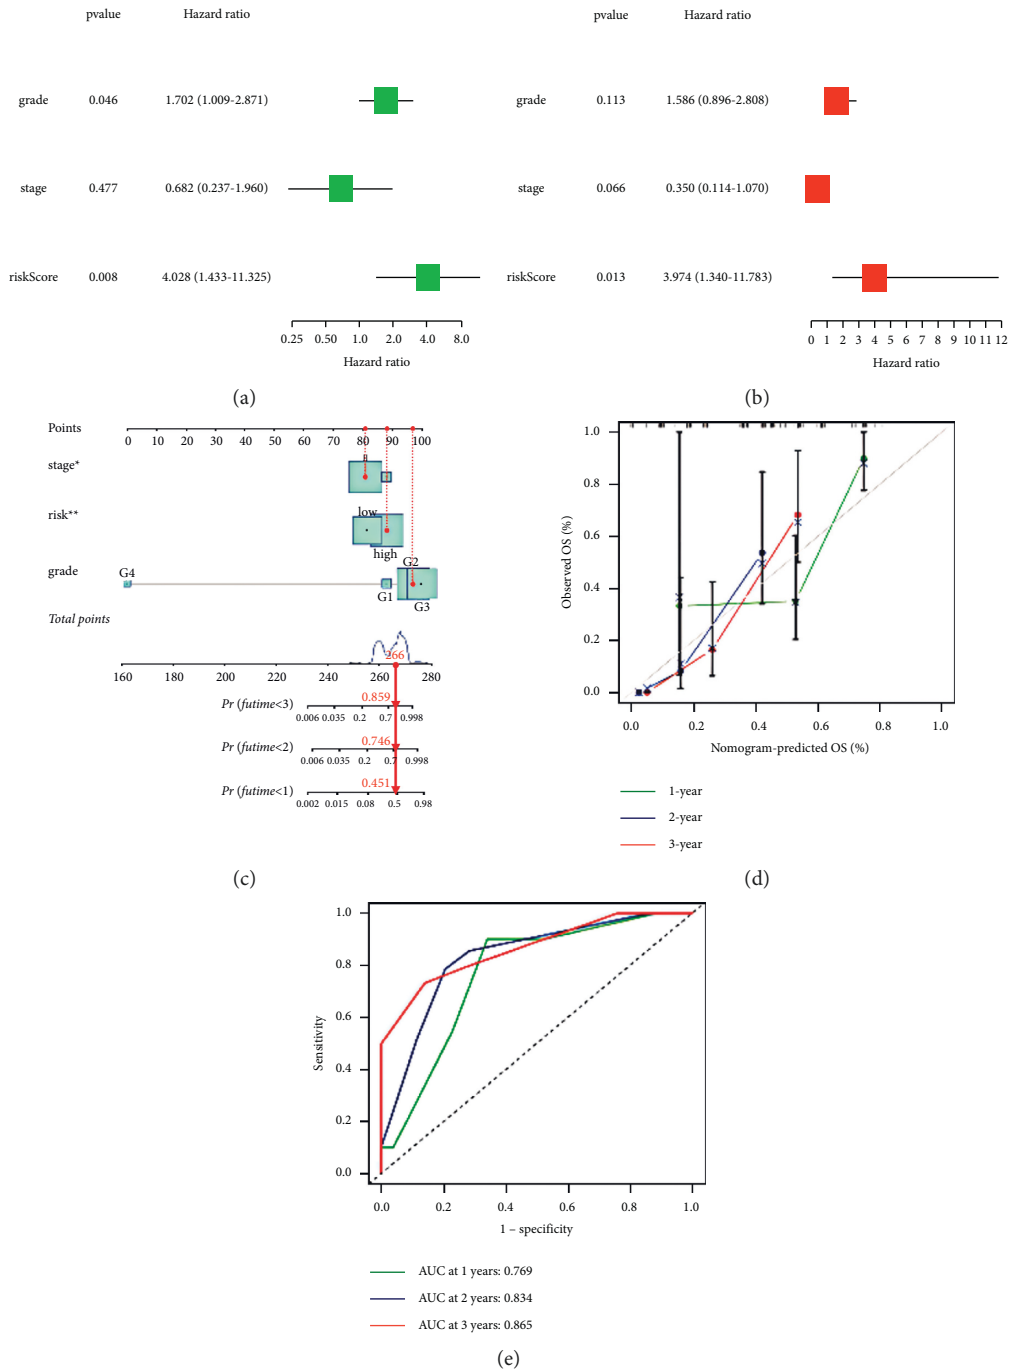 pvalue Hazard ratio
grade 0.046 1.702 (1.009-2.871)
stage 0.477 0.682 (0.237-1.960)
riskScore 0.008 4.028 (1.433-11.325)
0.25 0.50 1.0 2.0 4.0 8.0
Hazard ratio
(a)
pvalue Hazard ratio
grade 0.113 1.586 (0.896-2.808)
stage 0.066 0.350 (0.114-1.070)
riskScore 0.013 3.974 (1.340-11.783)
0 1 2 3 4 5 6 7 8 9 10 11 12
Hazard ratio
(b)
Points
0 10 20 30 40 50 60 70 80 90 100
stage*
risk**
low
high
grade
G4
G1
G2
G3
Total points
266
160 180 200 220 240 260 280
0.859
Pr (futime<3)
0.006 0.035 0.2 0.7 0.998
0.746
Pr (futime<2)
0.006 0.035 0.2 0.7 0.998
0.451
Pr (futime<1)
0.002 0.015 0.08 0.5 0.98
(c)
Observed OS (%)
1.0
0.8
0.6
0.4
0.2
0.0
0.0 0.2 0.4 0.6 0.8 1.0
Nomogram-predicted OS (%)
1-year
2-year
3-year
(d)
Sensitivity
1.0
0.8
0.6
0.4
0.2
0.0
0.0 0.2 0.4 0.6 0.8 1.0
1 – specificity
AUC at 1 years: 0.769
AUC at 2 years: 0.834
AUC at 3 years: 0.865
(e)